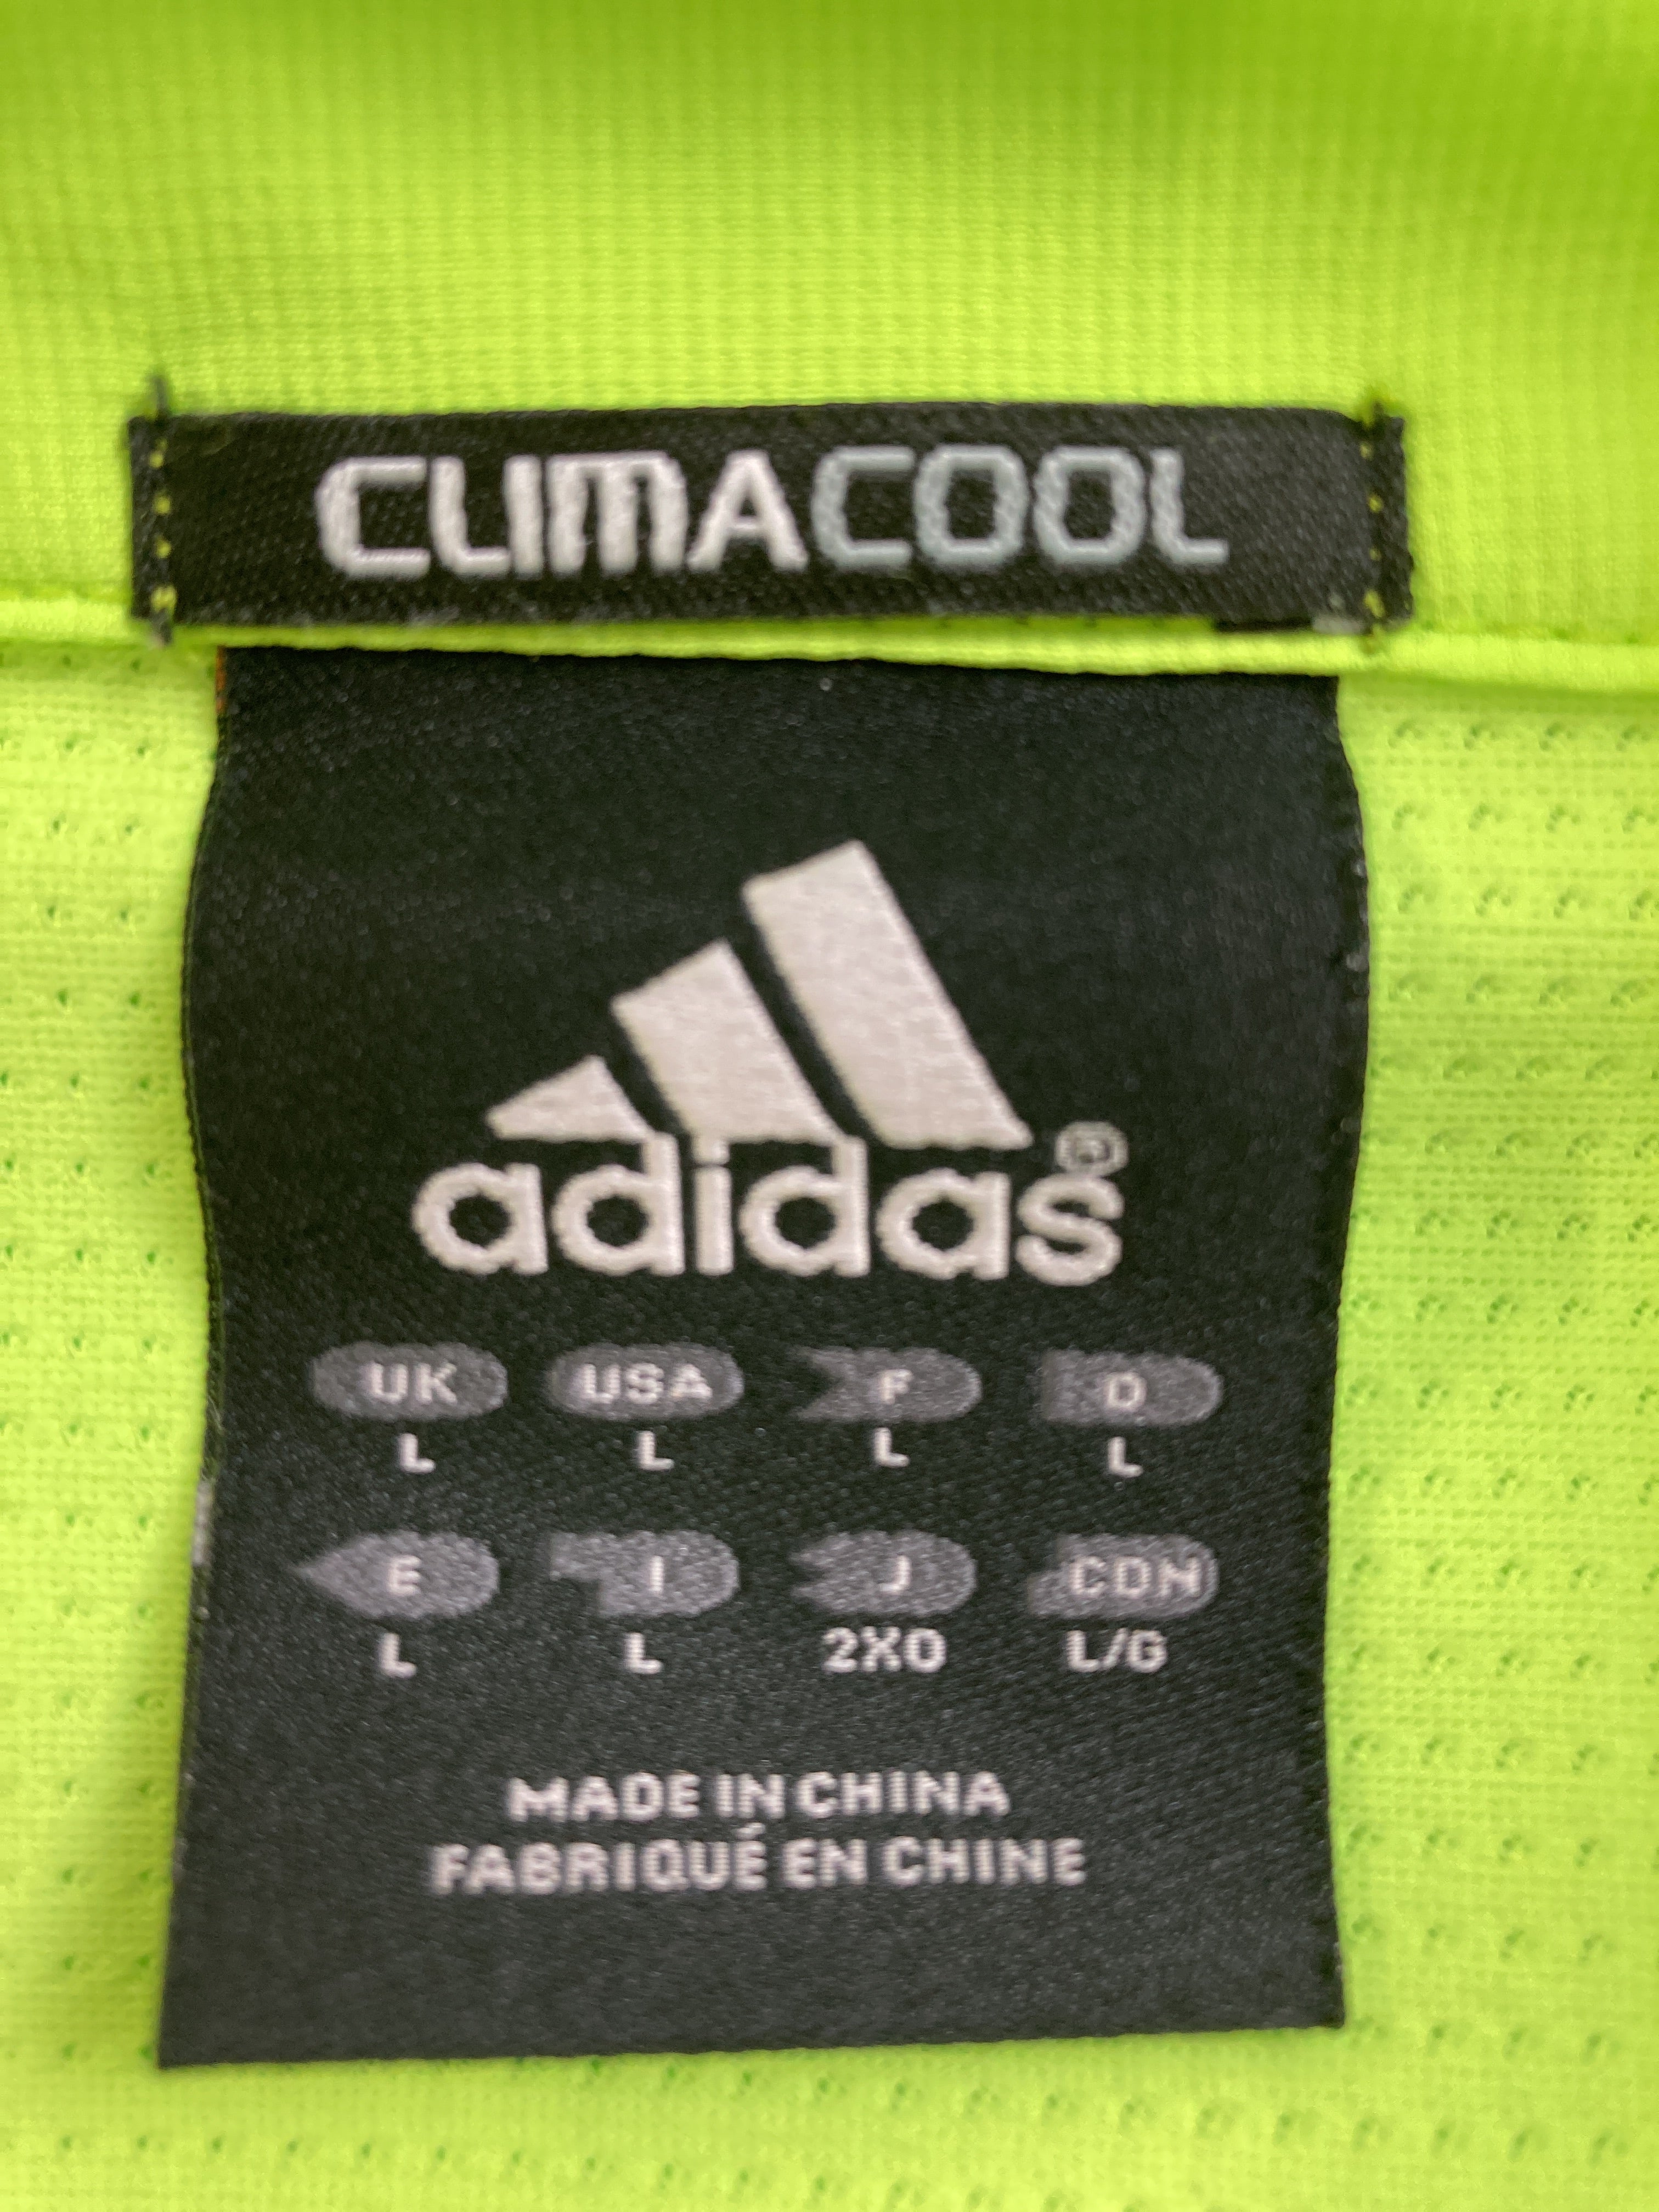 CLIMACOOL
adidas®
UK USA F D
L L L L
E I J CDN
L L 2XO L/G
MADE IN CHINA
FABRIQUÉ EN CHINE